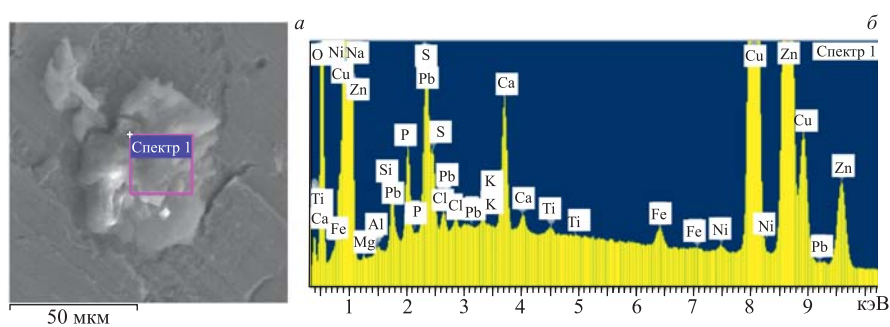 а
б
Спектр 1
50 мкм
O Ni Na S Cu Zn Спектр 1
Cu Pb
Zn Ca
Cu
P S
Si Pb K Zn
Pb
Ti Cl Cl K Ca Ti Fe
Ca P Pb Ti Fe Ni Ni
Fe Al
Mg Pb
1 2 3 4 5 6 7 8 9 кэВ